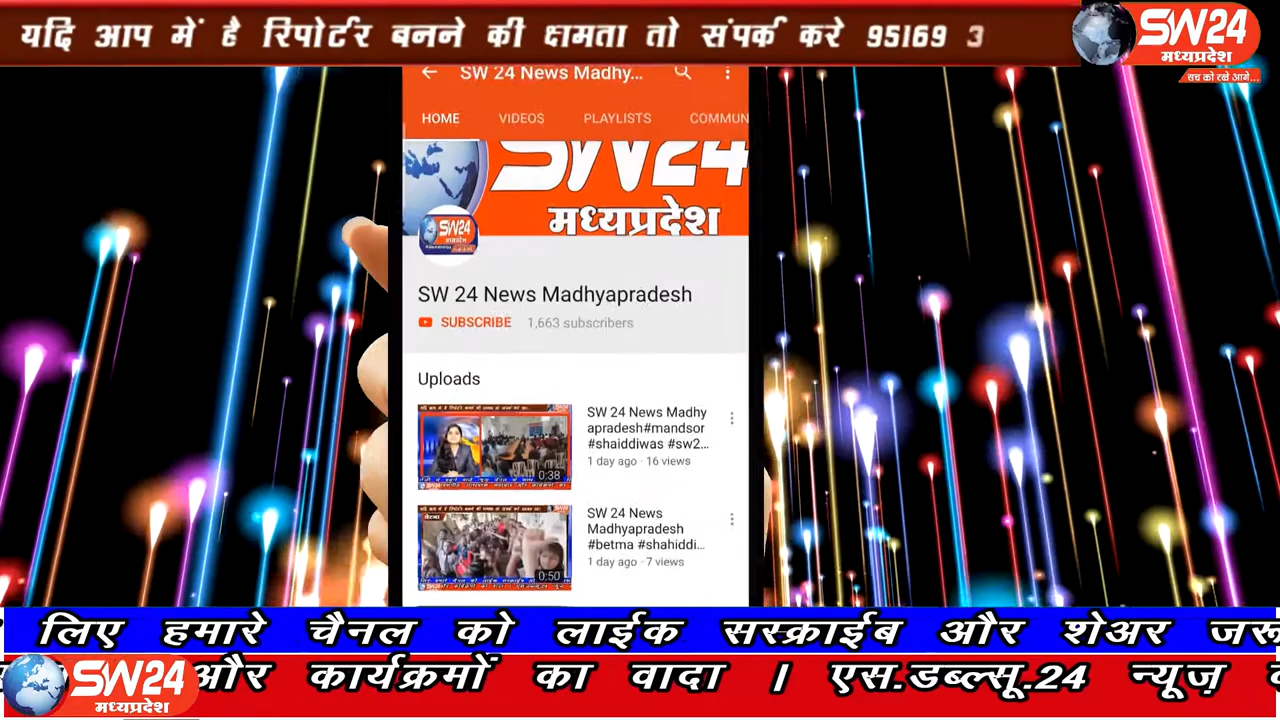 यदि आप में है रिपोर्टर बनने की क्षमता तो संपर्क करे 95169 3
SW24
मध्यप्रदेश
सच को रखे आगे...
SW 24 News Madhy...
HOME VIDEOS PLAYLISTS COMMUN
SW24
मध्यप्रदेश
SW24
SW 24 News Madhyapradesh
SUBSCRIBE 1,663 subscribers
Uploads
SW 24 News Madhy
apradesh#mandsor
#shaiddiwas #sw2...
1 day ago · 16 views
0:38
SW 24 News
Madhyapradesh
#betma #shahiddi...
1 day ago · 7 views
0:50
लिए हमारे चैनल को लाईक सस्क्राईब और शेअर जरू
और कार्यक्रमों का वादा । एस.डब्ल्सू.24 न्यूज़
SW24
मध्यप्रदेश